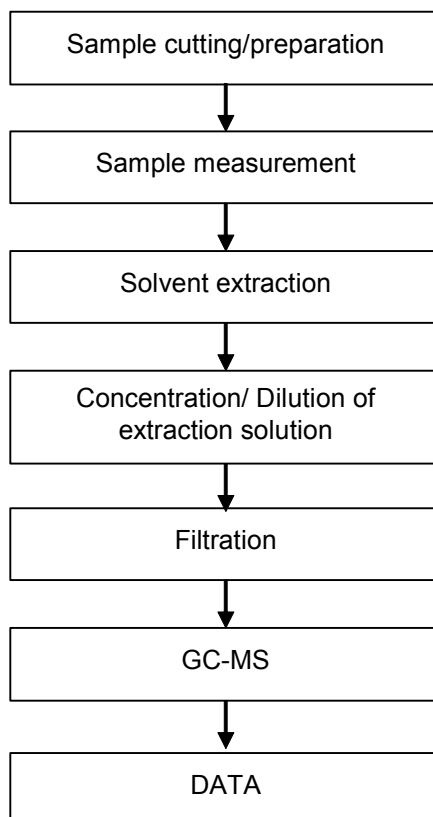 Sample cutting/preparation
Sample measurement
Solvent extraction
Concentration/ Dilution of
extraction solution
Filtration
GC-MS
DATA